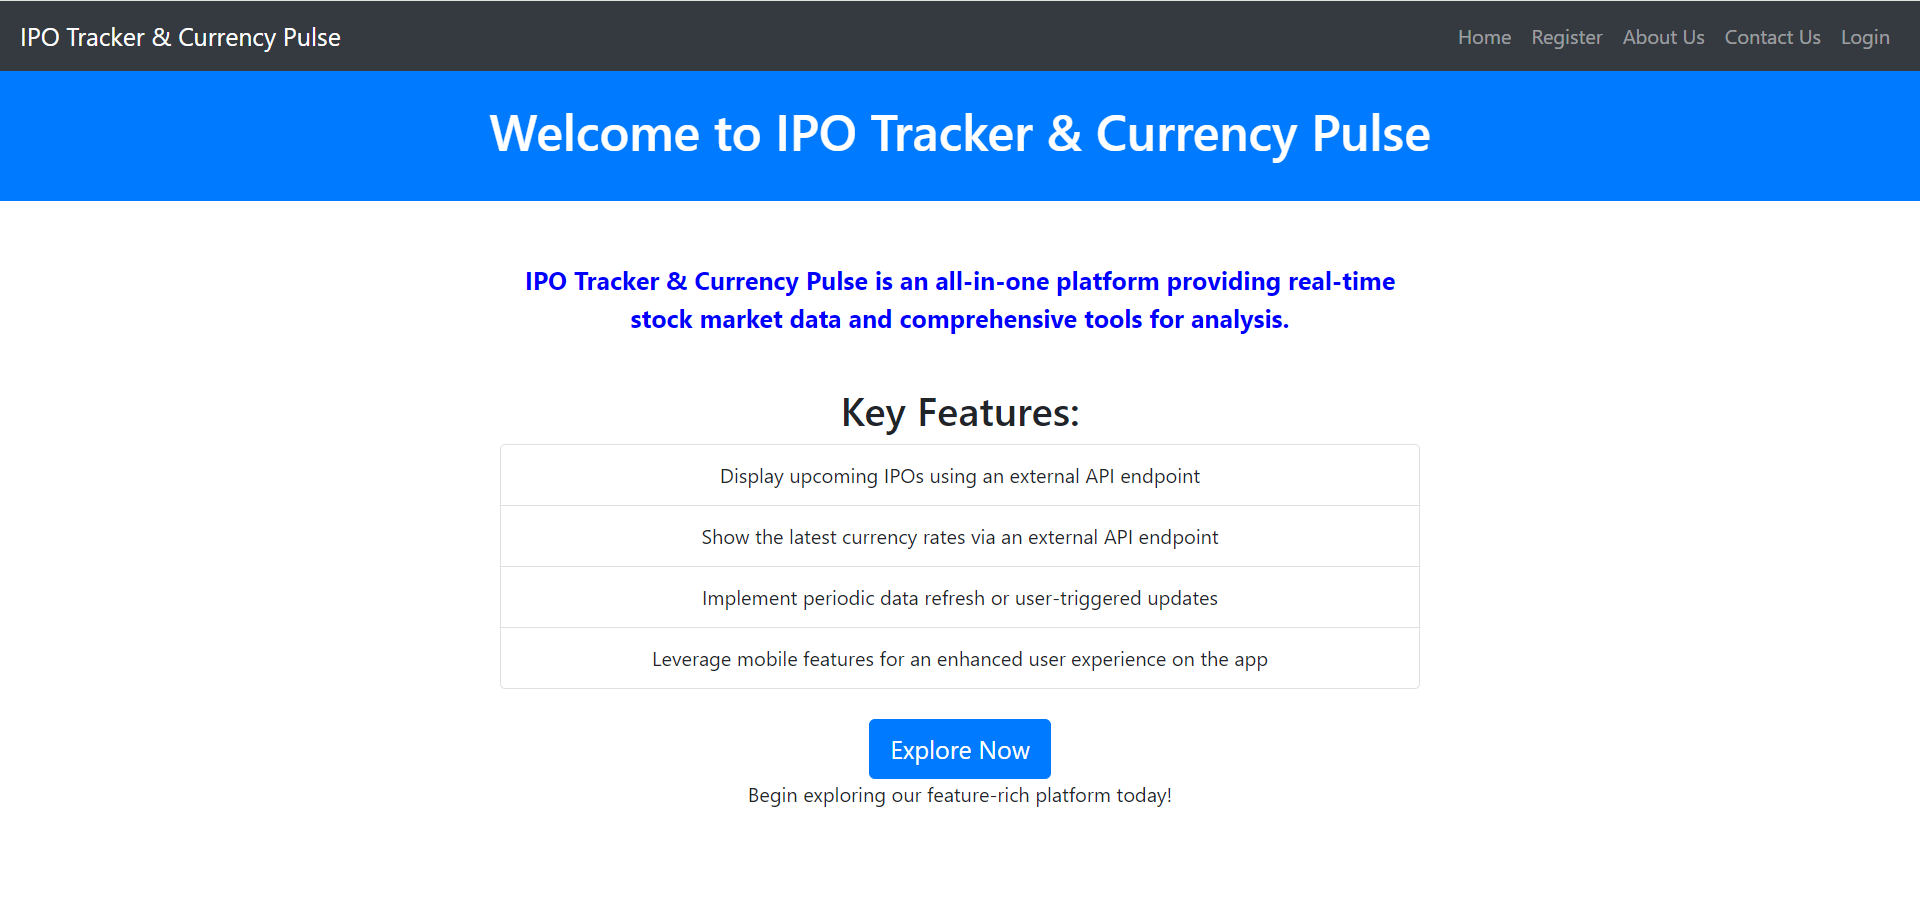 IPO Tracker & Currency Pulse
Home Register About Us Contact Us Login
Welcome to IPO Tracker & Currency Pulse
IPO Tracker & Currency Pulse is an all-in-one platform providing real-time
stock market data and comprehensive tools for analysis.
Key Features:
Display upcoming IPOs using an external API endpoint
Show the latest currency rates via an external API endpoint
Implement periodic data refresh or user-triggered updates
Leverage mobile features for an enhanced user experience on the app
Explore Now
Begin exploring our feature-rich platform today!